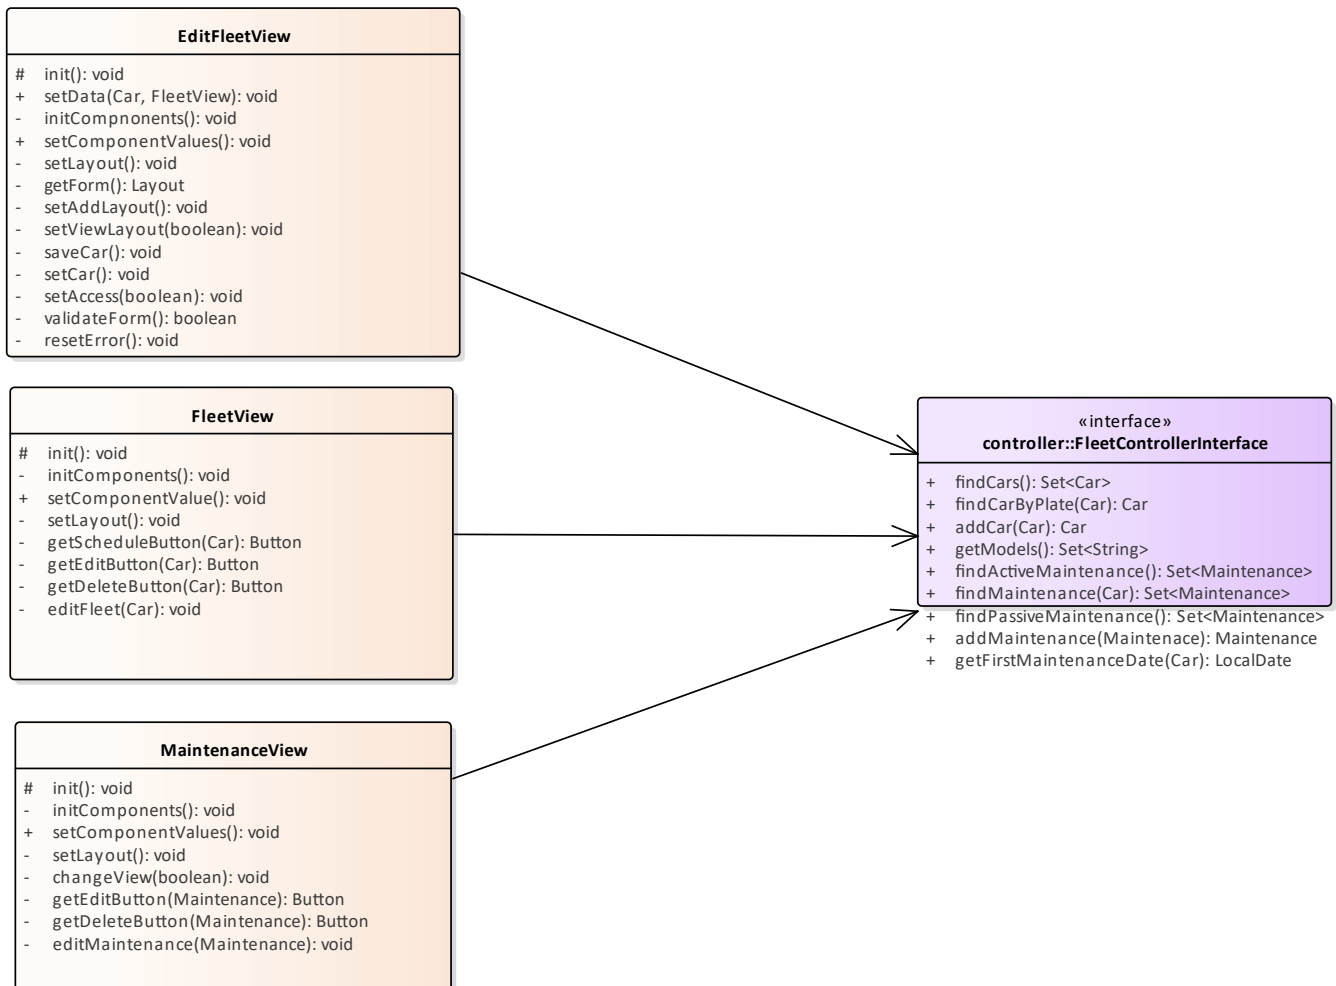 EditFleetView
# init(): void
+ setData(Car, FleetView): void
- initCompnonents(): void
+ setComponentValues(): void
- setLayout(): void
- getForm(): Layout
- setAddLayout(): void
- setViewLayout(boolean): void
- saveCar(): void
- setCar(): void
- setAccess(boolean): void
- validateForm(): boolean
- resetError(): void
FleetView
# init(): void
- initComponents(): void
+ setComponentValue(): void
- setLayout(): void
- getScheduleButton(Car): Button
- getEditButton(Car): Button
- getDeleteButton(Car): Button
- editFleet(Car): void
MaintenanceView
# init(): void
- initComponents(): void
+ setComponentValues(): void
- setLayout(): void
- changeView(boolean): void
- getEditButton(Maintenance): Button
- getDeleteButton(Maintenance): Button
- editMaintenance(Maintenance): void
«interface»
controller::FleetControllerInterface
+ findCars(): Set<Car>
+ findCarByPlate(Car): Car
+ addCar(Car): Car
+ getModels(): Set<String>
+ findActiveMaintenance(): Set<Maintenance>
+ findMaintenance(Car): Set<Maintenance>
+ findPassiveMaintenance(): Set<Maintenance>
+ addMaintenance(Maintenace): Maintenance
+ getFirstMaintenanceDate(Car): LocalDate